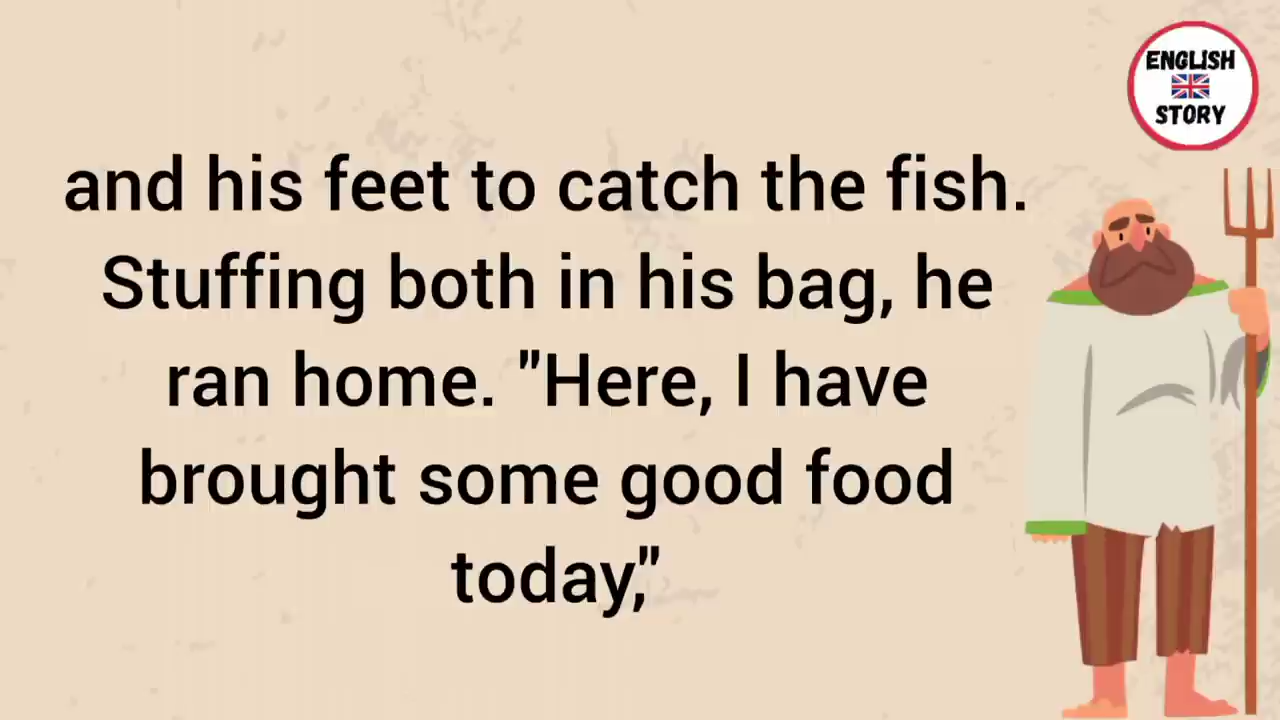 ENGLISH
STORY
and his feet to catch the fish.
Stuffing both in his bag, he
ran home. "Here, I have
brought some good food
today,"